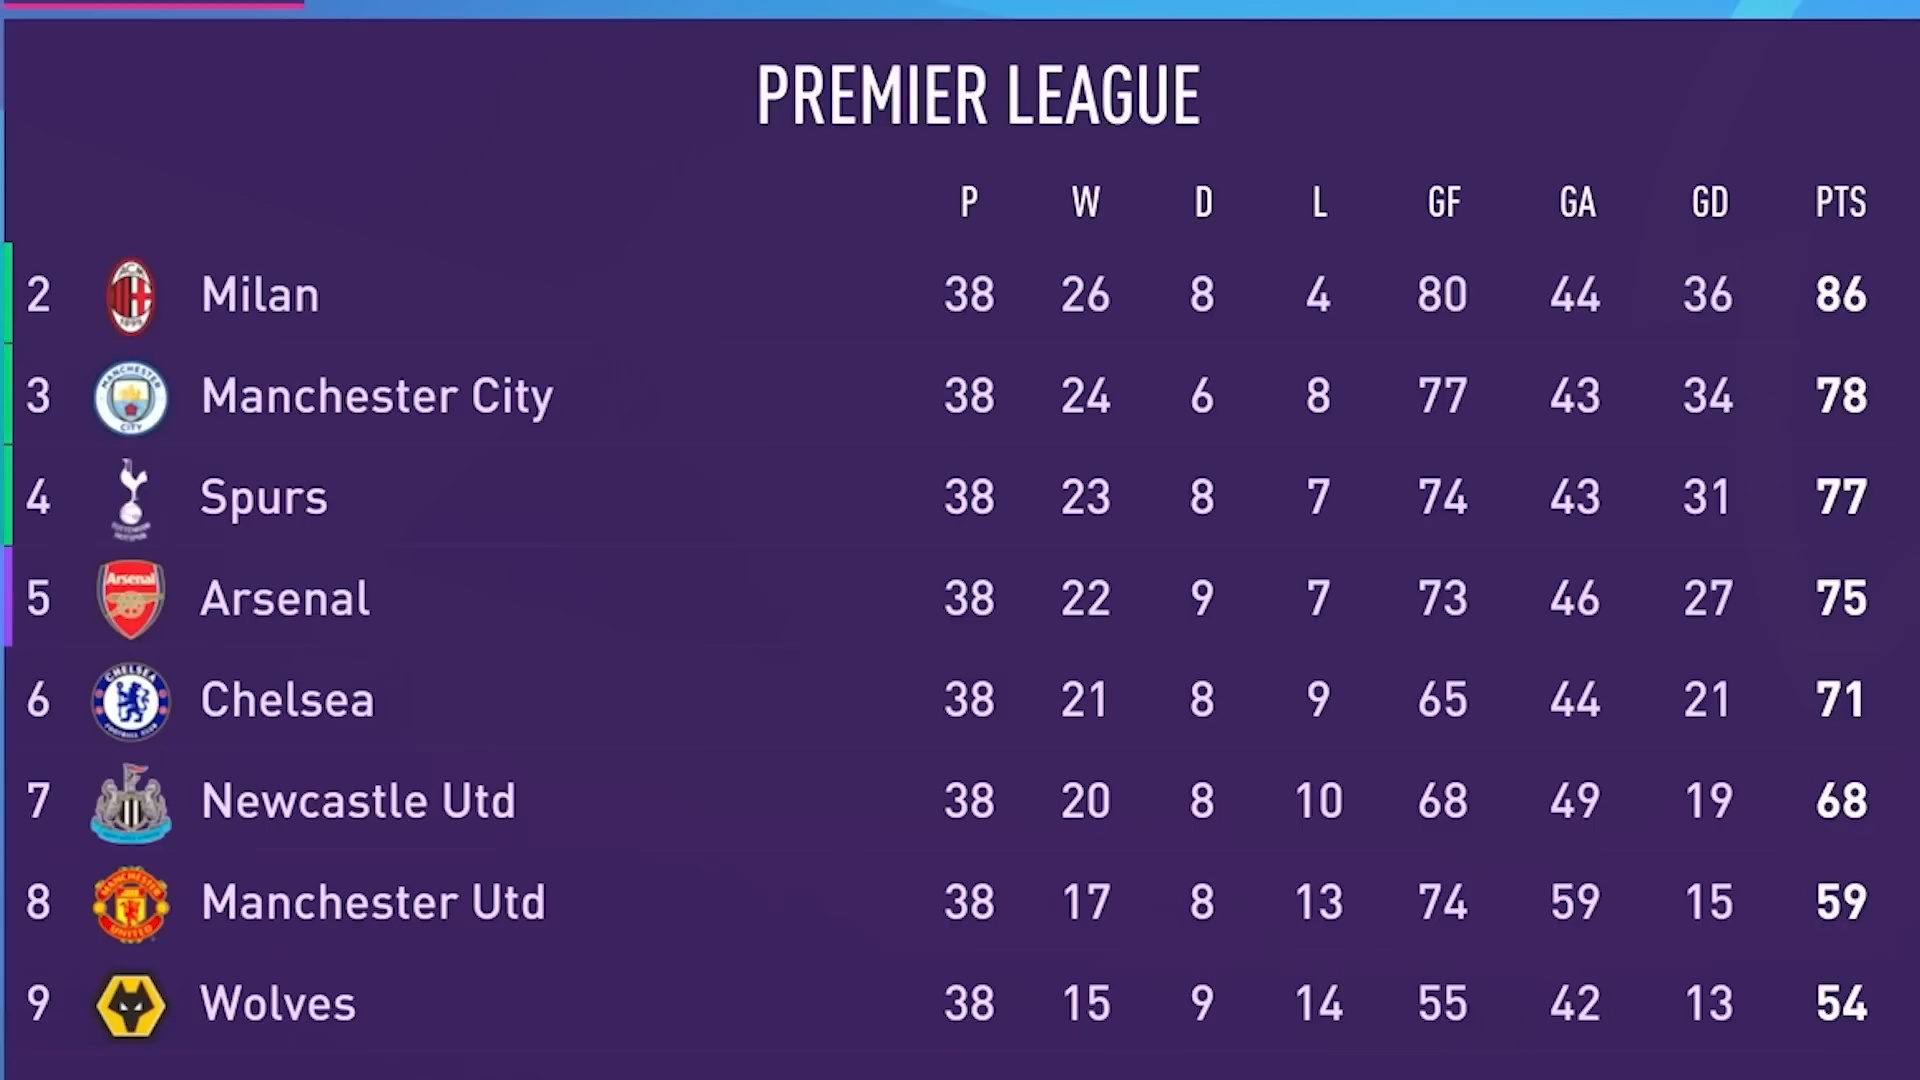 PREMIER LEAGUE
P W D L GF GA GD PTS
2 Milan 38 26 8 4 80 44 36 86
3 Manchester City 38 24 6 8 77 43 34 78
4 Spurs 38 23 8 7 74 43 31 77
5 Arsenal 38 22 9 7 73 46 27 75
6 Chelsea 38 21 8 9 65 44 21 71
7 Newcastle Utd 38 20 8 10 68 49 19 68
8 Manchester Utd 38 17 8 13 74 59 15 59
9 Wolves 38 15 9 14 55 42 13 54